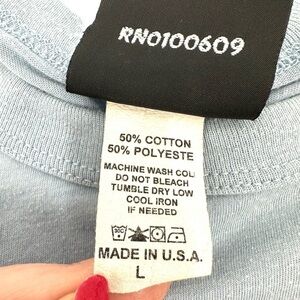 RN0100609
50% COTTON
50% POLYESTE
MACHINE WASH COL
DO NOT BLEACH
TUMBLE DRY LOW
COOL IRON
IF NEEDED
MADE IN U.S.A.
L